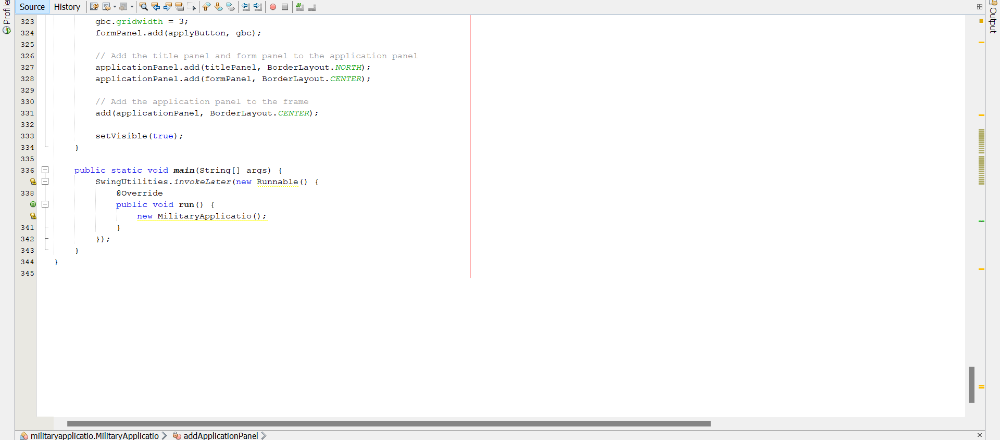 Profiler
Source History
Output
323 gbc.gridwidth = 3;
324 formPanel.add(applyButton, gbc);
325
326 // Add the title panel and form panel to the application panel
327 applicationPanel.add(titlePanel, BorderLayout.NORTH);
328 applicationPanel.add(formPanel, BorderLayout.CENTER);
329
330 // Add the application panel to the frame
331 add(applicationPanel, BorderLayout.CENTER);
332
333 setVisible(true);
334 }
335
336 public static void main(String[] args) {
SwingUtilities.invokeLater(new Runnable() {
338 @Override
public void run() {
new MilitaryApplicatio();
341 }
342 });
343 }
344 }
345
militaryapplicatio.MilitaryApplicatio addApplicationPanel